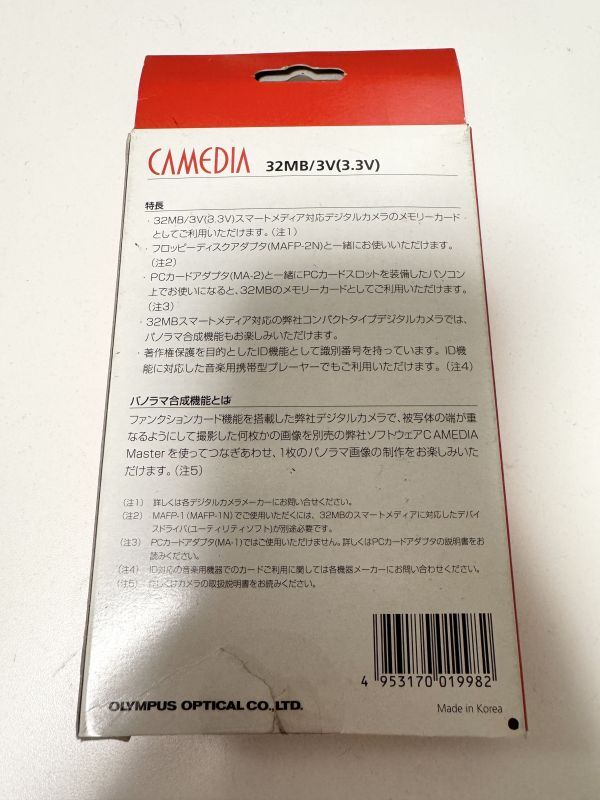 CAMEDIA 32MB/3V(3.3V)
特長
・32MB/3V(3.3V)スマートメディア対応デジタルカメラのメモリーカード
としてご利用いただけます。(注1)
・フロッピーディスクアダプタ(MAFP-2N)と一緒にお使いいただけます。
(注2)
・PCカードアダプタ(MA-2)と一緒にPCカードスロットを装備したパソコン
上でお使いになると、32MBのメモリーカードとしてご利用いただけます。
(注3)
・32MBスマートメディア対応の弊社コンパクトタイプデジタルカメラでは、
パノラマ合成機能もお楽しみいただけます。
・著作権保護を目的としたID機能として識別番号を持っています。ID機
能に対応した音楽用携帯型プレーヤーでもご利用いただけます。(注4)
パノラマ合成機能とは
ファンクションカード機能を搭載した弊社デジタルカメラで、被写体の端が重
なるようにして撮影した何枚かの画像を別売の弊社ソフトウェアCAMEDIA
Masterを使ってつなぎあわせ、1枚のパノラマ画像の制作をお楽しみいた
だけます。(注5)
(注1) 詳しくは各デジタルカメラメーカーにお問い合せください。
(注2) MAFP-1(MAFP-1N)でご使用いただくには、32MBのスマートメディアに対応したデバイ
スドライバ(ユーティリティソフト)が別途必要です。
(注3) PCカードアダプタ(MA-1)ではご使用いただけません。詳しくはPCカードアダプタの説明書をお
読みください。
(注4) ID対応の音楽用機器でのカードご利用に関しては各機器メーカーにお問い合わせください。
(注5) 詳しくはカメラの取扱説明書をお読みください。
4 953170 019982
OLYMPUS OPTICAL CO.,LTD.
Made in Korea